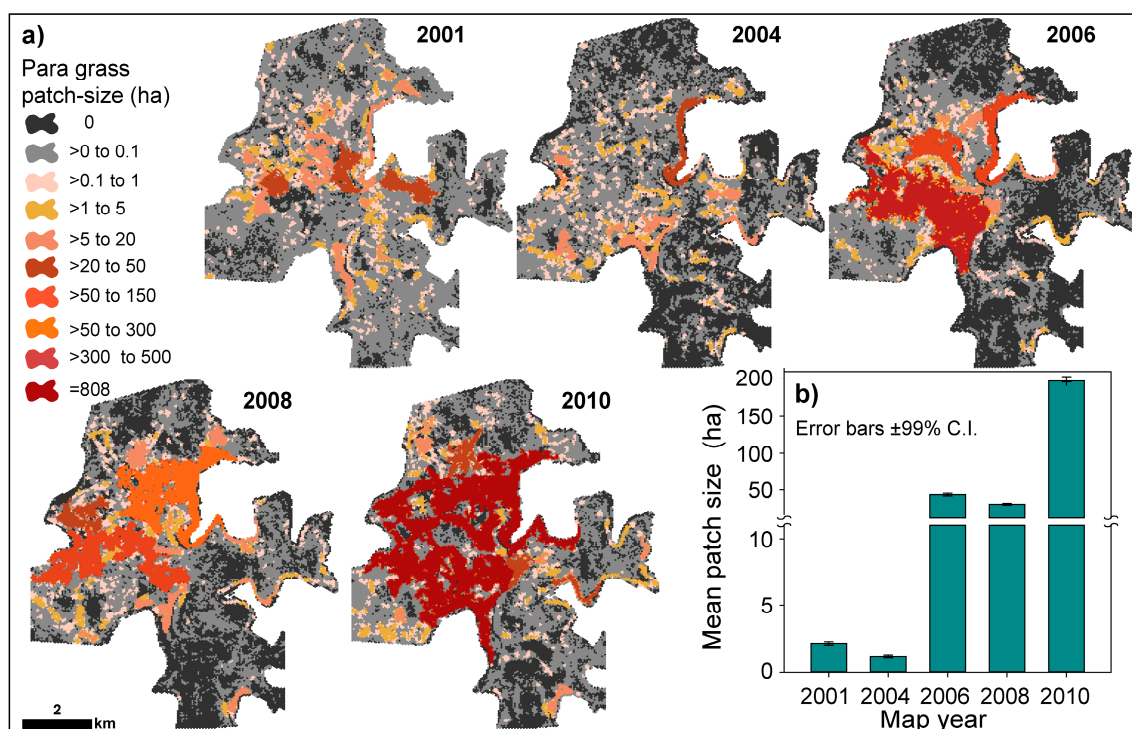 a)
2001
2004
2006
Para grass
patch-size (ha)
0
>0 to 0.1
>0.1 to 1
>1 to 5
>5 to 20
>20 to 50
>50 to 150
>50 to 300
>300 to 500
=808
2008
2010
2
km
b)
Error bars ±99% C.I.
Mean patch size (ha)
200
150
100
50
10
5
0
2001 2004 2006 2008 2010
Map year